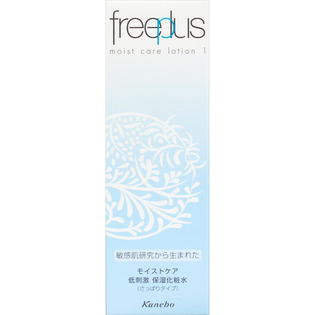 freeplus
moist care lotion 1
敏感肌研究から生まれた
モイストケア
低刺激 保湿化粧水
(さっぱりタイプ)
Kanebo